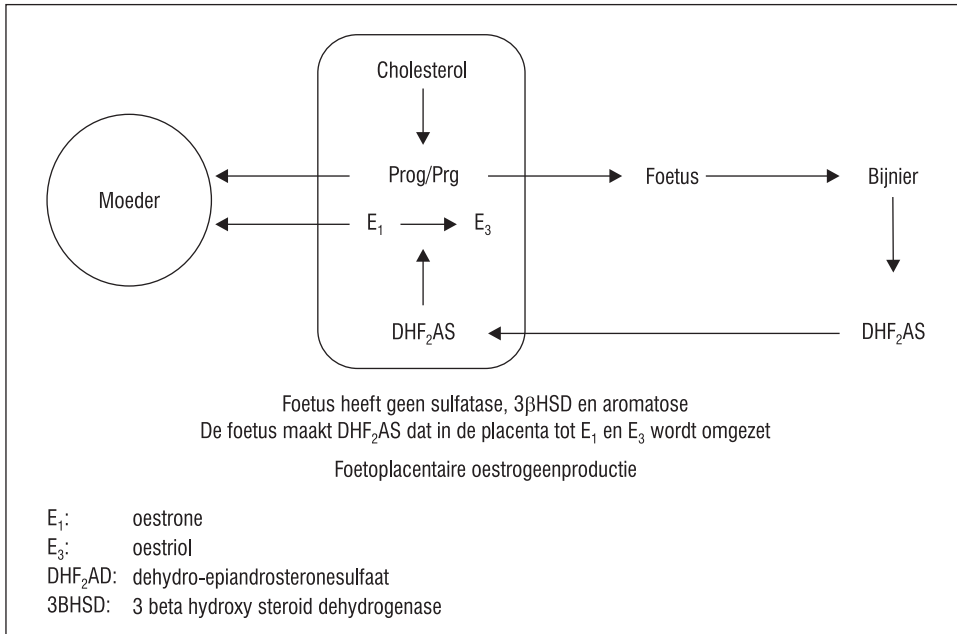 Cholesterol
Moeder
Prog/Prg
Foetus
Bijnier
E₁
E₃
DHF₂AS
DHF₂AS
Foetus heeft geen sulfatase, 3βHSD en aromatose
De foetus maakt DHF₂AS dat in de placenta tot E₁ en E₃ wordt omgezet
Foetoplacentaire oestrogeenproductie
E₁: oestrone
E₃: oestriol
DHF₂AD: dehydro-epiandrosteronesulfaat
3BHSD: 3 beta hydroxy steroid dehydrogenase